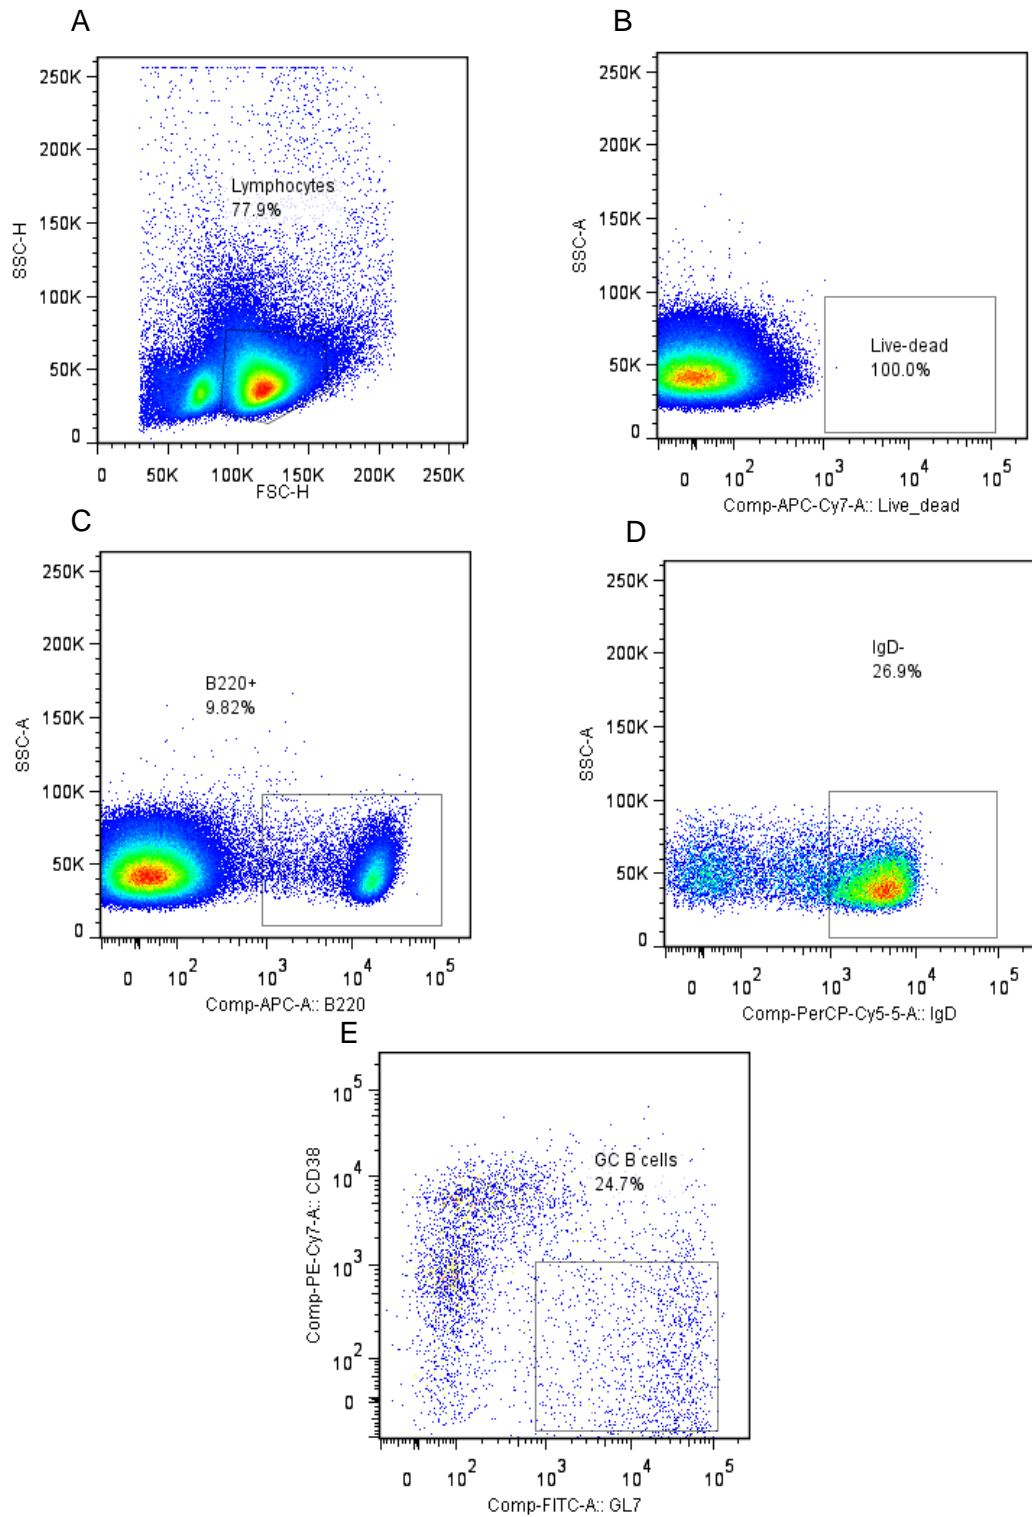 A
250K
200K
150K
100K
50K
0
SSC-H
Lymphocytes
77.9%
0 50K 100K 150K 200K 250K
FSC-H
B
250K
200K
150K
100K
50K
0
SSC-A
Live-dead
100.0%
0 10^2 10^3 10^4 10^5
Comp-APC-Cy7-A:: Live_dead
C
250K
200K
150K
100K
50K
0
SSC-A
B220+
9.82%
0 10^2 10^3 10^4 10^5
Comp-APC-A:: B220
D
250K
200K
150K
100K
50K
0
SSC-A
IgD-
26.9%
0 10^2 10^3 10^4 10^5
Comp-PerCP-Cy5-5-A:: IgD
E
10^5
10^4
10^3
10^2
0
Comp-PE-Cy7-A:: CD38
GC B cells
24.7%
0 10^2 10^3 10^4 10^5
Comp-FITC-A:: GL7